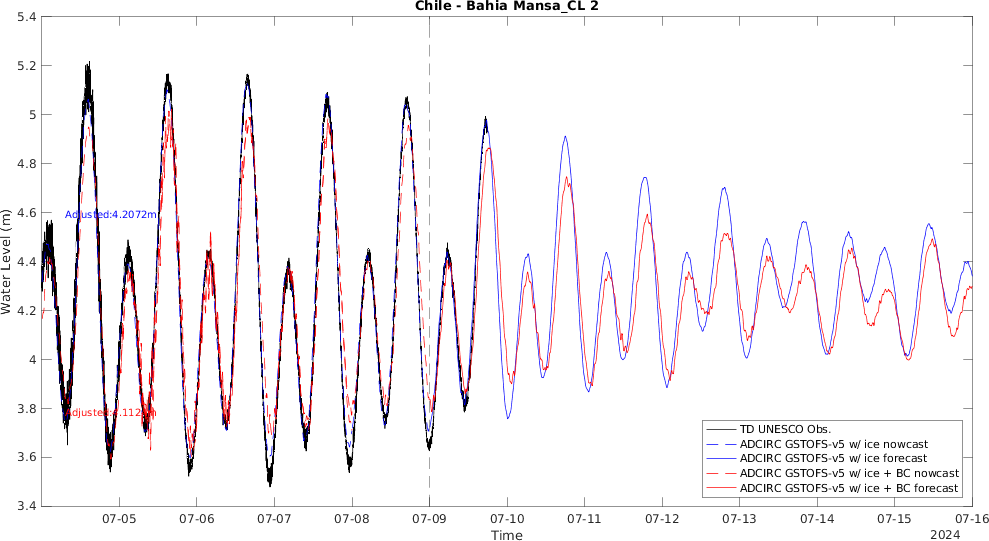 Chile - Bahia Mansa_CL 2
5.4
5.2
5
4.8
4.6
4.4
4.2
4
3.8
3.6
3.4
Water Level (m)
Adjusted:4.2072m
07-05
07-06
07-07
07-08
07-09
07-10
07-11
07-12
07-13
07-14
07-15
07-16
Time
2024
TD UNESCO Obs.
ADCIRC GSTOFS-v5 w/ ice nowcast
ADCIRC GSTOFS-v5 w/ ice forecast
ADCIRC GSTOFS-v5 w/ ice + BC nowcast
ADCIRC GSTOFS-v5 w/ ice + BC forecast